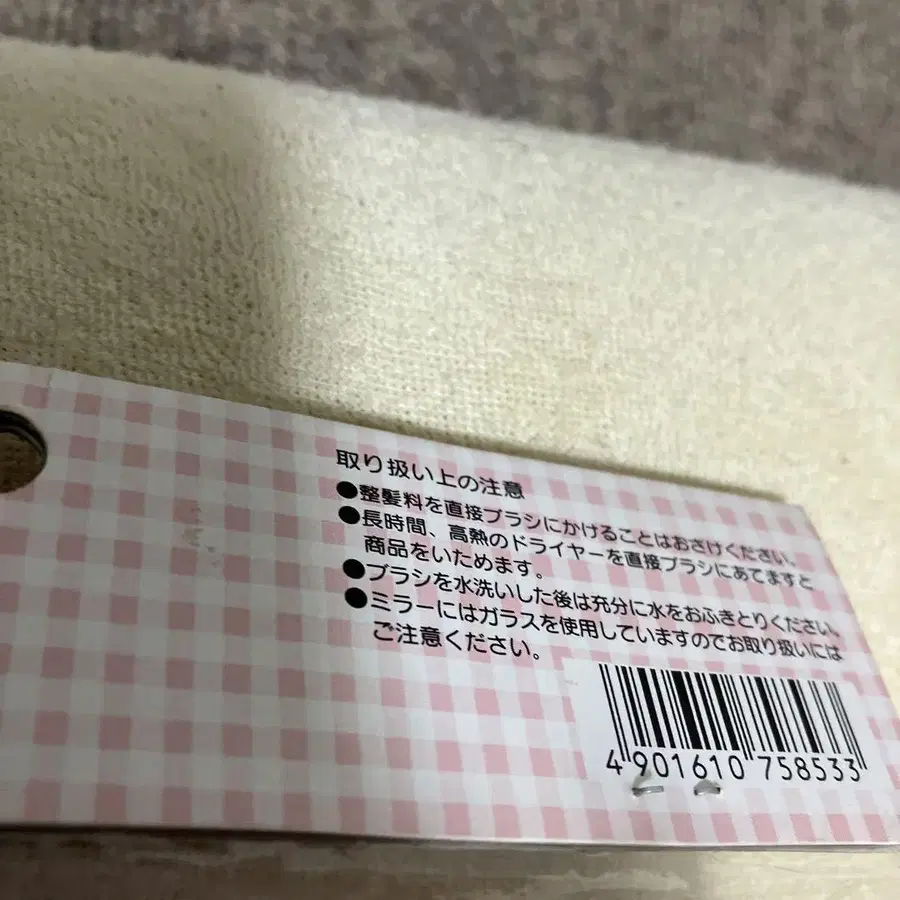 取り扱い上の注意
●整髪料を直接ブラシにかけることはおさけください。
●長時間、高熱のドライヤーを直接ブラシにあてますと
商品をいためます。
●ブラシを水洗いした後は充分に水をおふきとりください。
●ミラーにはガラスを使用していますのでお取り扱いには
ご注意ください。
4 901610 758533